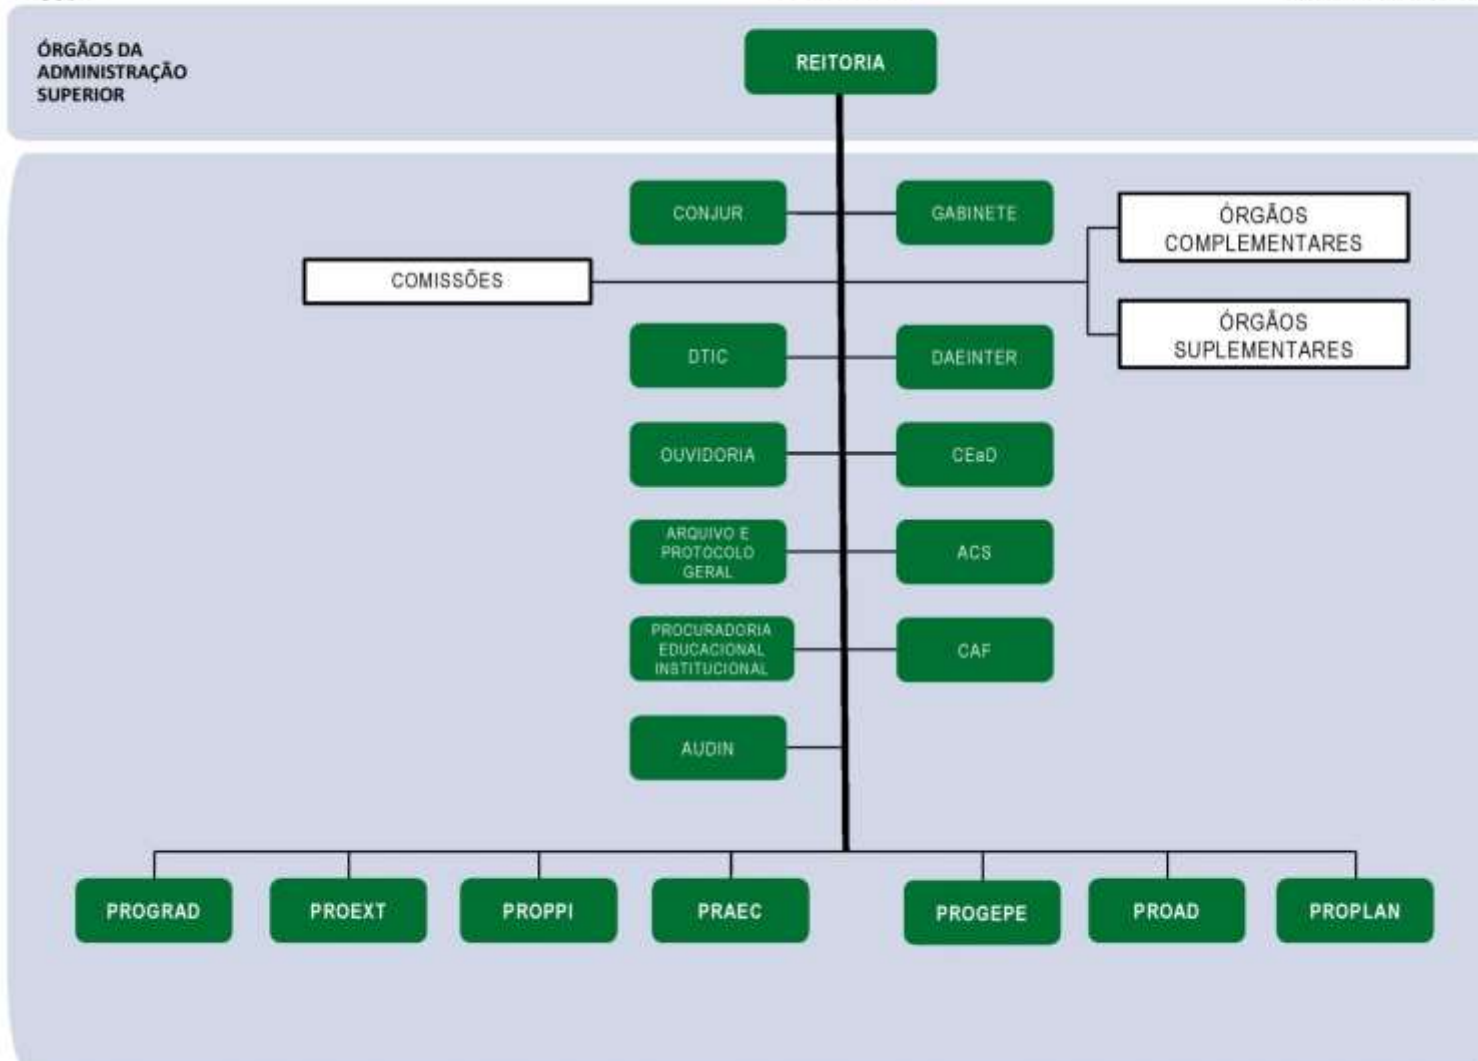 ÓRGÃOS DA
ADMINISTRAÇÃO
SUPERIOR
REITORIA
CONJUR
GABINETE
ÓRGÃOS
COMPLEMENTARES
COMISSÕES
ÓRGÃOS
SUPLEMENTARES
DTIC
DAEINTER
OUVIDORIA
CEaD
ARQUIVO E
PROTOCOLO
GERAL
ACS
PROCURADORIA
EDUCACIONAL
INSTITUCIONAL
CAF
AUDIN
PROGRAD
PROEXT
PROPPI
PRAEC
PROGEPE
PROAD
PROPLAN